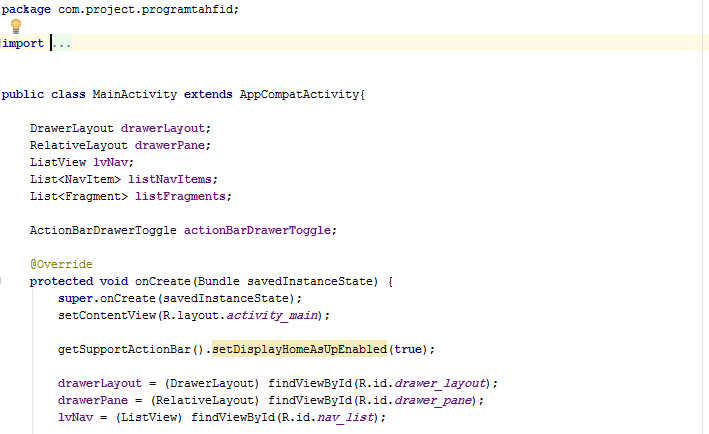 package com.project.programtahfid;
import ...
public class MainActivity extends AppCompatActivity{
DrawerLayout drawerLayout;
RelativeLayout drawerPane;
ListView lvNav;
List<NavItem> listNavItems;
List<Fragment> listFragments;
ActionBarDrawerToggle actionBarDrawerToggle;
@Override
protected void onCreate(Bundle savedInstanceState) {
super.onCreate(savedInstanceState);
setContentView(R.layout.activity_main);
getSupportActionBar().setDisplayHomeAsUpEnabled(true);
drawerLayout = (DrawerLayout) findViewById(R.id.drawer_layout);
drawerPane = (RelativeLayout) findViewById(R.id.drawer_pane);
lvNav = (ListView) findViewById(R.id.nav_list);